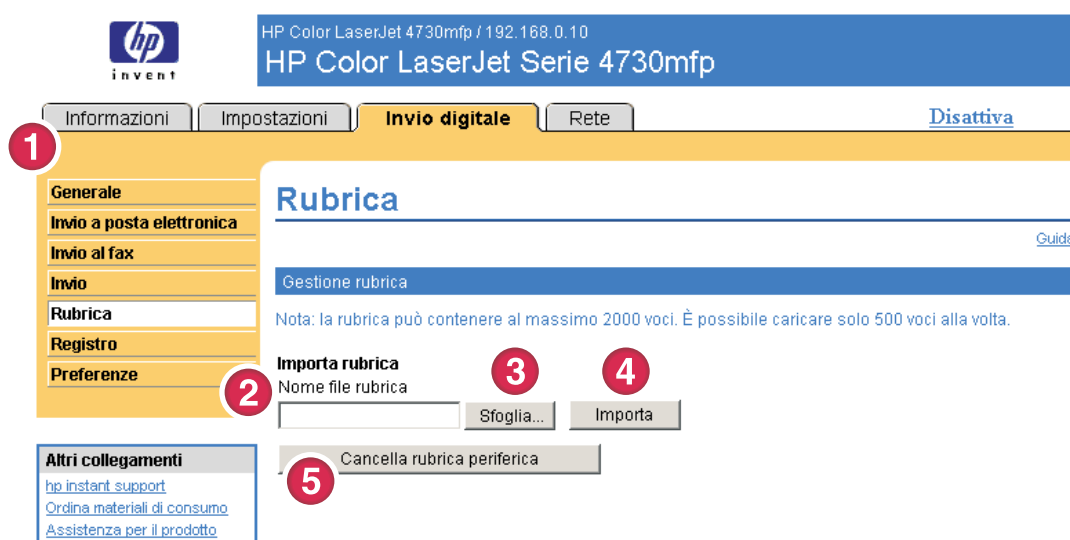 hp
invent
HP Color LaserJet 4730mfp / 192.168.0.10
HP Color LaserJet Serie 4730mfp
Informazioni Impostazioni Invio digitale Rete Disattiva
1
Generale
Invio a posta elettronica
Invio al fax
Invio
Rubrica
Registro
Preferenze
Rubrica
Guida
Gestione rubrica
Nota: la rubrica può contenere al massimo 2000 voci. È possibile caricare solo 500 voci alla volta.
Importa rubrica
Nome file rubrica
2
3
4
Sfoglia... Importa
Cancella rubrica periferica
5
Altri collegamenti
hp instant support
Ordina materiali di consumo
Assistenza per il prodotto